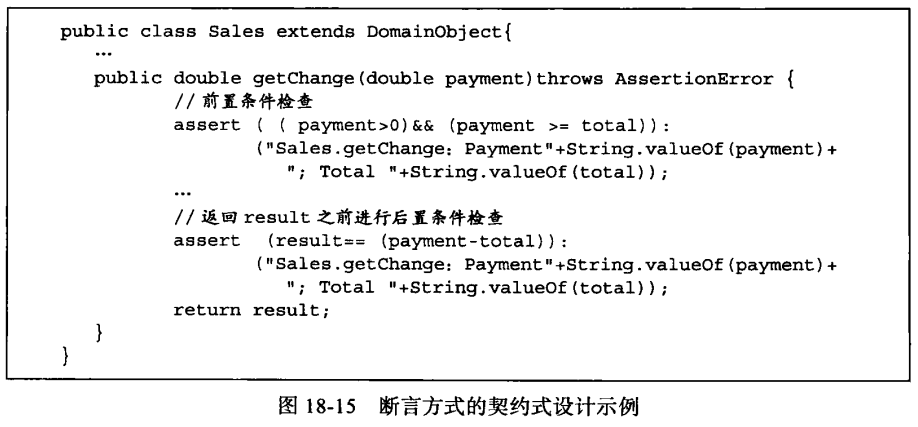 public class Sales extends DomainObject{
…
public double getChange(double payment)throws AssertionError {
//前置条件检查
assert ( ( payment>0)&& (payment >= total)):
("Sales.getChange: Payment"+String.valueOf(payment)+
"; Total "+String.valueOf(total));
…
//返回 result 之前进行后置条件检查
assert (result== (payment-total)):
("Sales.getChange: Payment"+String.valueOf(payment)+
"; Total "+String.valueOf(total));
return result;
}
}
图 18-15 断言方式的契约式设计示例